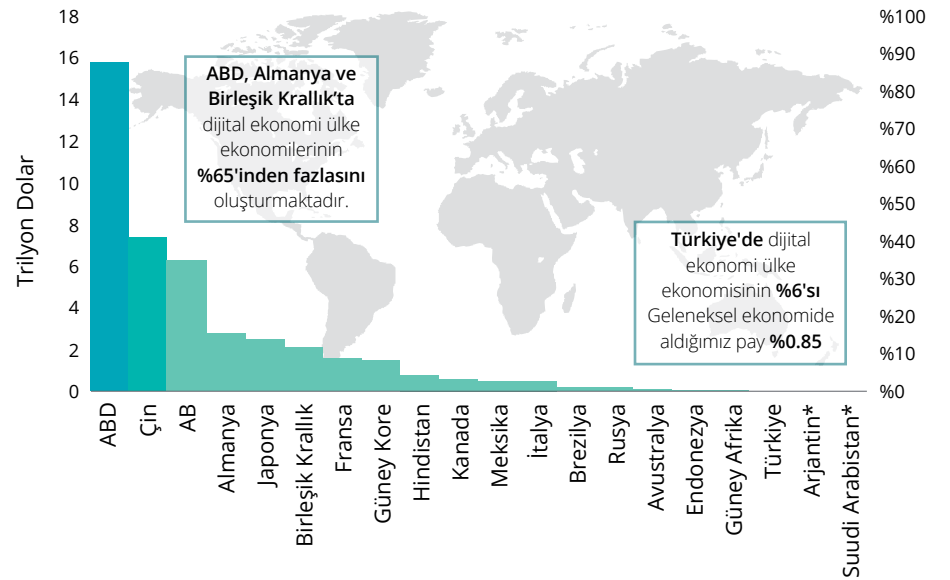 Trilyon Dolar
18
16
14
12
10
8
6
4
2
0
ABD, Almanya ve
Birleşik Krallık’ta
dijital ekonomi ülke
ekonomilerinin
%65'inden fazlasını
oluşturmaktadır.
Türkiye'de dijital
ekonomi ülke
ekonomisinin %6'sı
Geleneksel ekonomide
aldığımız pay %0.85
%100
%90
%80
%70
%60
%50
%40
%30
%20
%10
%0
ABD
Çin
AB
Almanya
Japonya
Birleşik Krallık
Fransa
Güney Kore
Hindistan
Kanada
Meksika
İtalya
Brezilya
Rusya
Avustralya
Endonezya
Güney Afrika
Türkiye
Arjantin*
Suudi Arabistan*